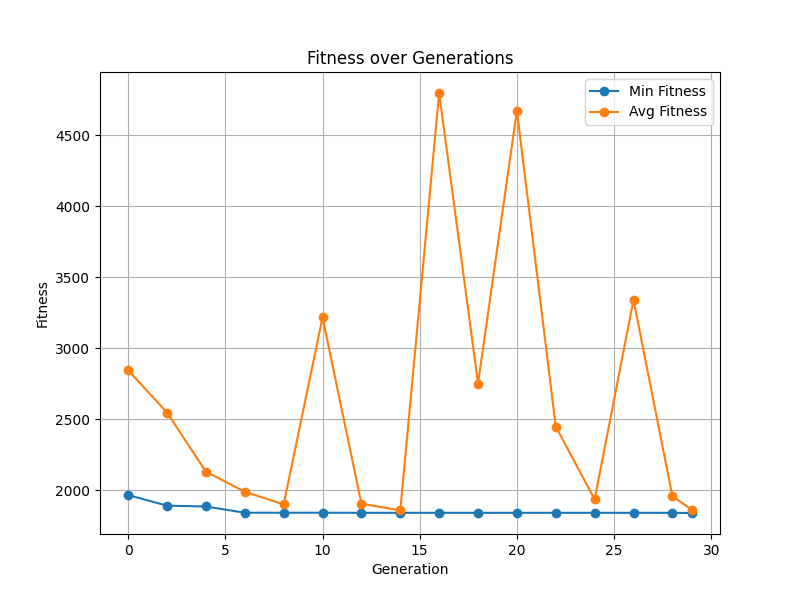 Fitness over Generations
Min Fitness
Avg Fitness
4500
4000
3500
3000
2500
2000
Fitness
0 5 10 15 20 25 30
Generation